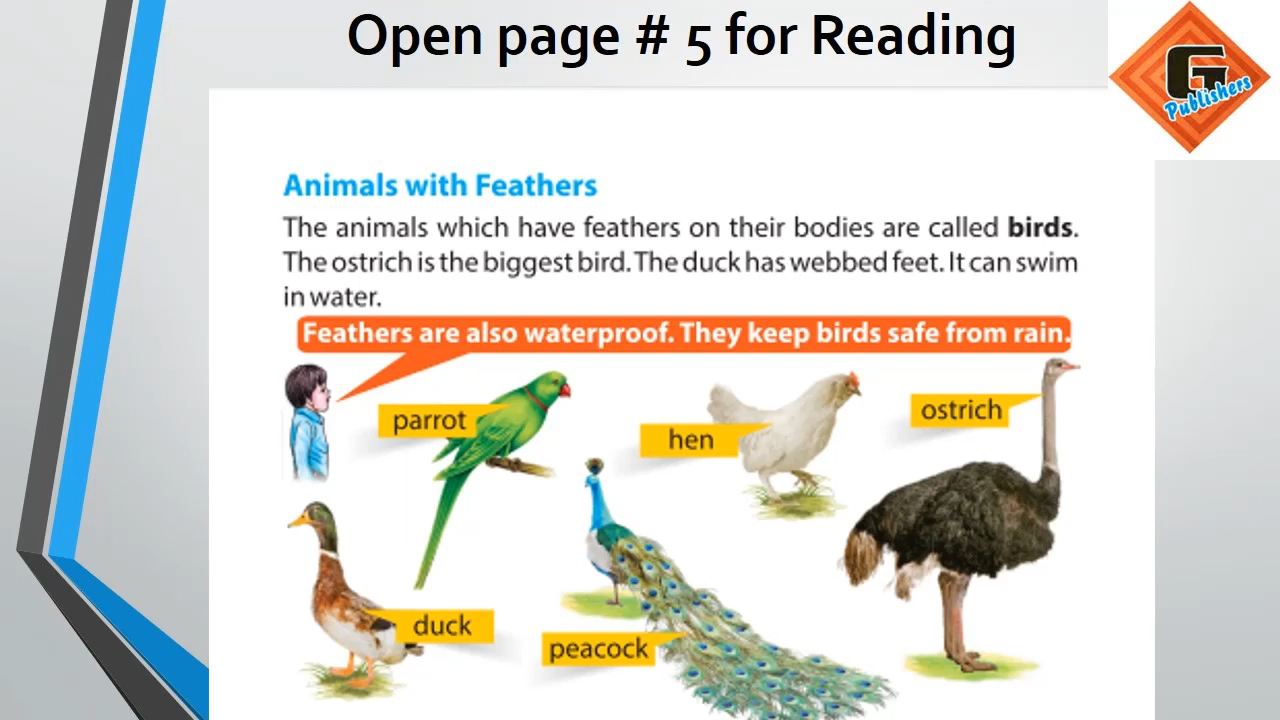 Open page # 5 for Reading
G
Publishers
Animals with Feathers
The animals which have feathers on their bodies are called birds.
The ostrich is the biggest bird. The duck has webbed feet. It can swim
in water.
Feathers are also waterproof. They keep birds safe from rain.
parrot
hen
ostrich
duck
peacock